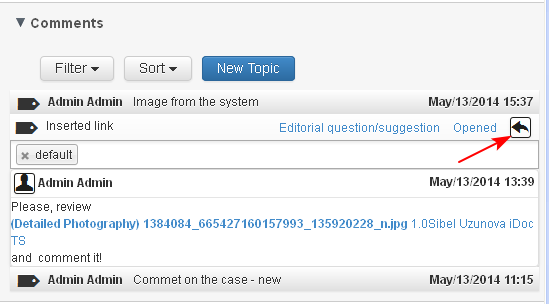 Comments
Filter Sort New Topic
Admin Admin Image from the system May/13/2014 15:37
Inserted link Editorial question/suggestion Opened
default
Admin Admin May/13/2014 13:39
Please, review
(Detailed Photography) 1384084_665427160157993_135920228_n.jpg 1.0Sibel Uzunova iDoc
TS
and comment it!
Admin Admin Commet on the case - new May/13/2014 11:15